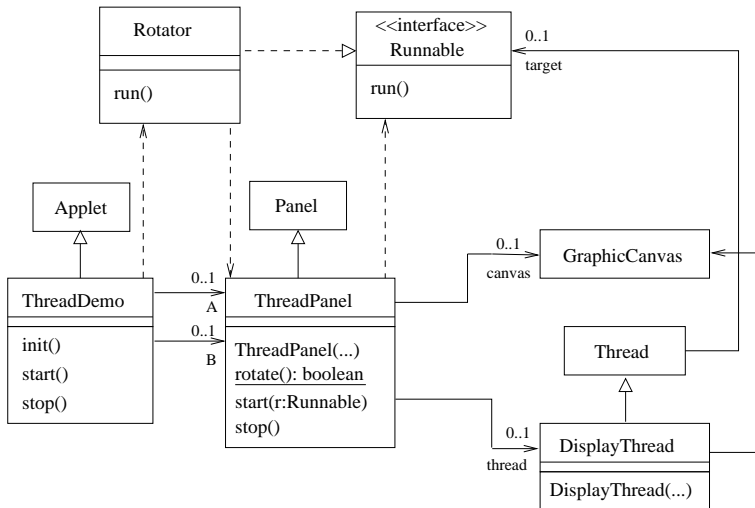 Rotator
run()
<<interface>>
Runnable
run()
0..1
target
Applet
Panel
GraphicCanvas
0..1
canvas
ThreadDemo
init()
start()
stop()
0..1
A
0..1
B
ThreadPanel
ThreadPanel(...)
rotate(): boolean
start(r:Runnable)
stop()
Thread
0..1
thread
DisplayThread
DisplayThread(...)